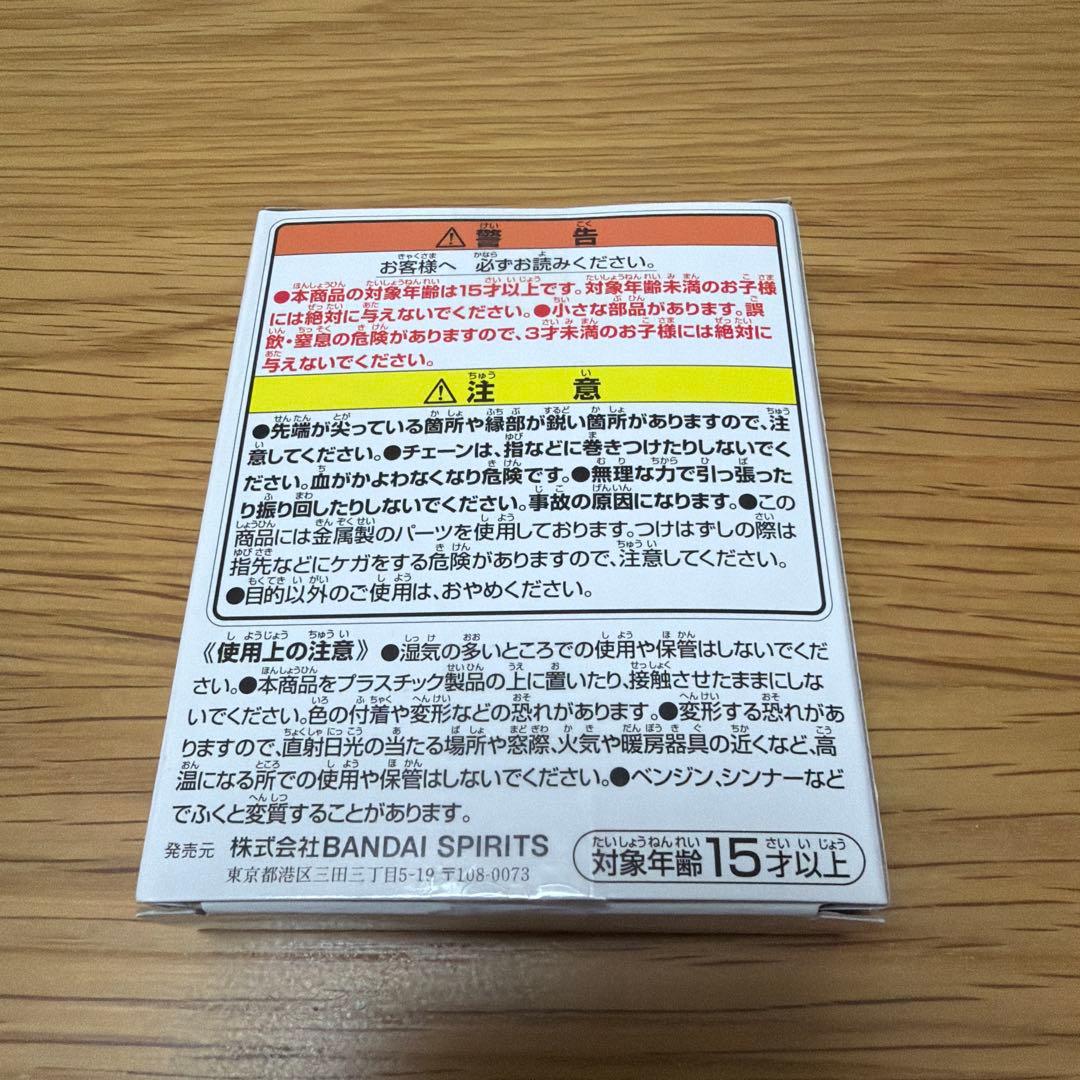 ⚠警告
お客様へ 必ずお読みください。
●本商品の対象年齢は15才以上です。対象年齢未満のお子様
には絶対に与えないでください。●小さな部品があります。誤
飲・窒息の危険がありますので、3才未満のお子様には絶対に
与えないでください。
⚠注意
●先端が尖っている箇所や縁部が鋭い箇所がありますので、注
意してください。●チェーンは、指などに巻きつけたりしないでく
ださい。血がかよわなくなり危険です。●無理な力で引っ張った
り振り回したりしないでください。事故の原因になります。●この
商品には金属製のパーツを使用しております。つけはずしの際は
指先などにケガをする危険がありますので、注意してください。
●目的以外のご使用は、おやめください。
《使用上の注意》●湿気の多いところでの使用や保管はしないでくだ
さい。●本商品をプラスチック製品の上に置いたり、接触させたままにしな
いでください。色の付着や変形などの恐れがあります。●変形する恐れがあ
りますので、直射日光の当たる場所や窓際、火気や暖房器具の近くなど、高
温になる所での使用や保管はしないでください。●ベンジン、シンナーなど
でふくと変質することがあります。
発売元 株式会社BANDAI SPIRITS
東京都港区三田三丁目5-19 〒108-0073
対象年齢15才以上